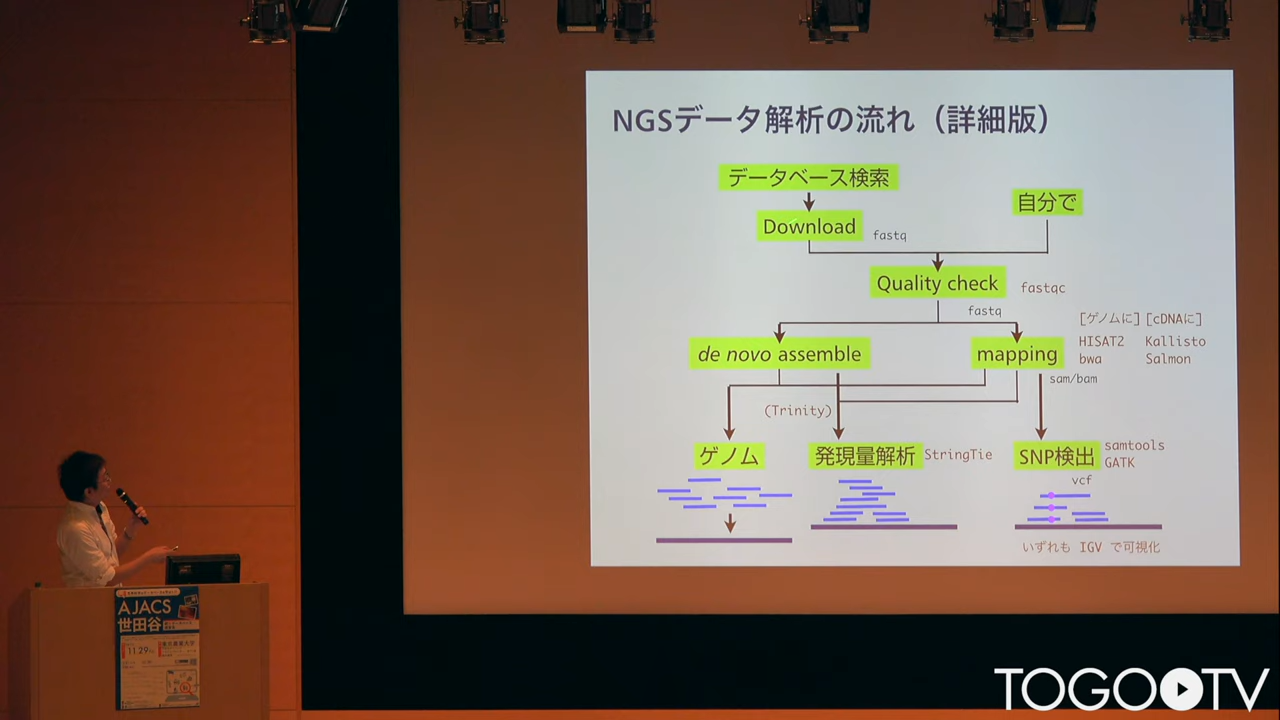 NGSデータ解析の流れ（詳細版）
データベース検索
自分で
Download
fastq
Quality check
fastqc
fastq
[ゲノムに] [cDNAに]
HISAT2 Kallisto
bwa Salmon
de novo assemble
mapping
sam/bam
(Trinity)
ゲノム
発現量解析
StringTie
SNP検出
samtools
GATK
vcf
いずれも IGV で可視化
AJACS
世田谷
11.29
TOGOTV